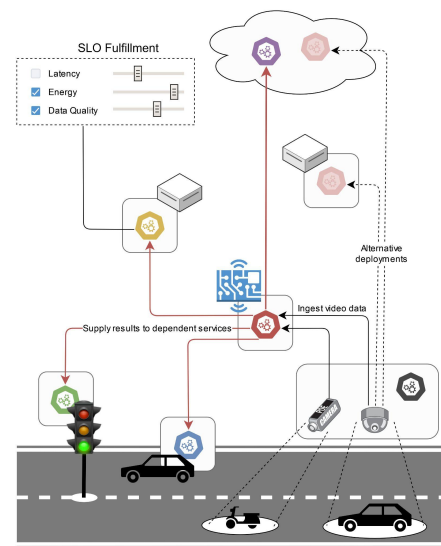 SLO Fulfillment
Latency
Energy
Data Quality
Alternative
deployments
Ingest video data
Supply results to dependent services